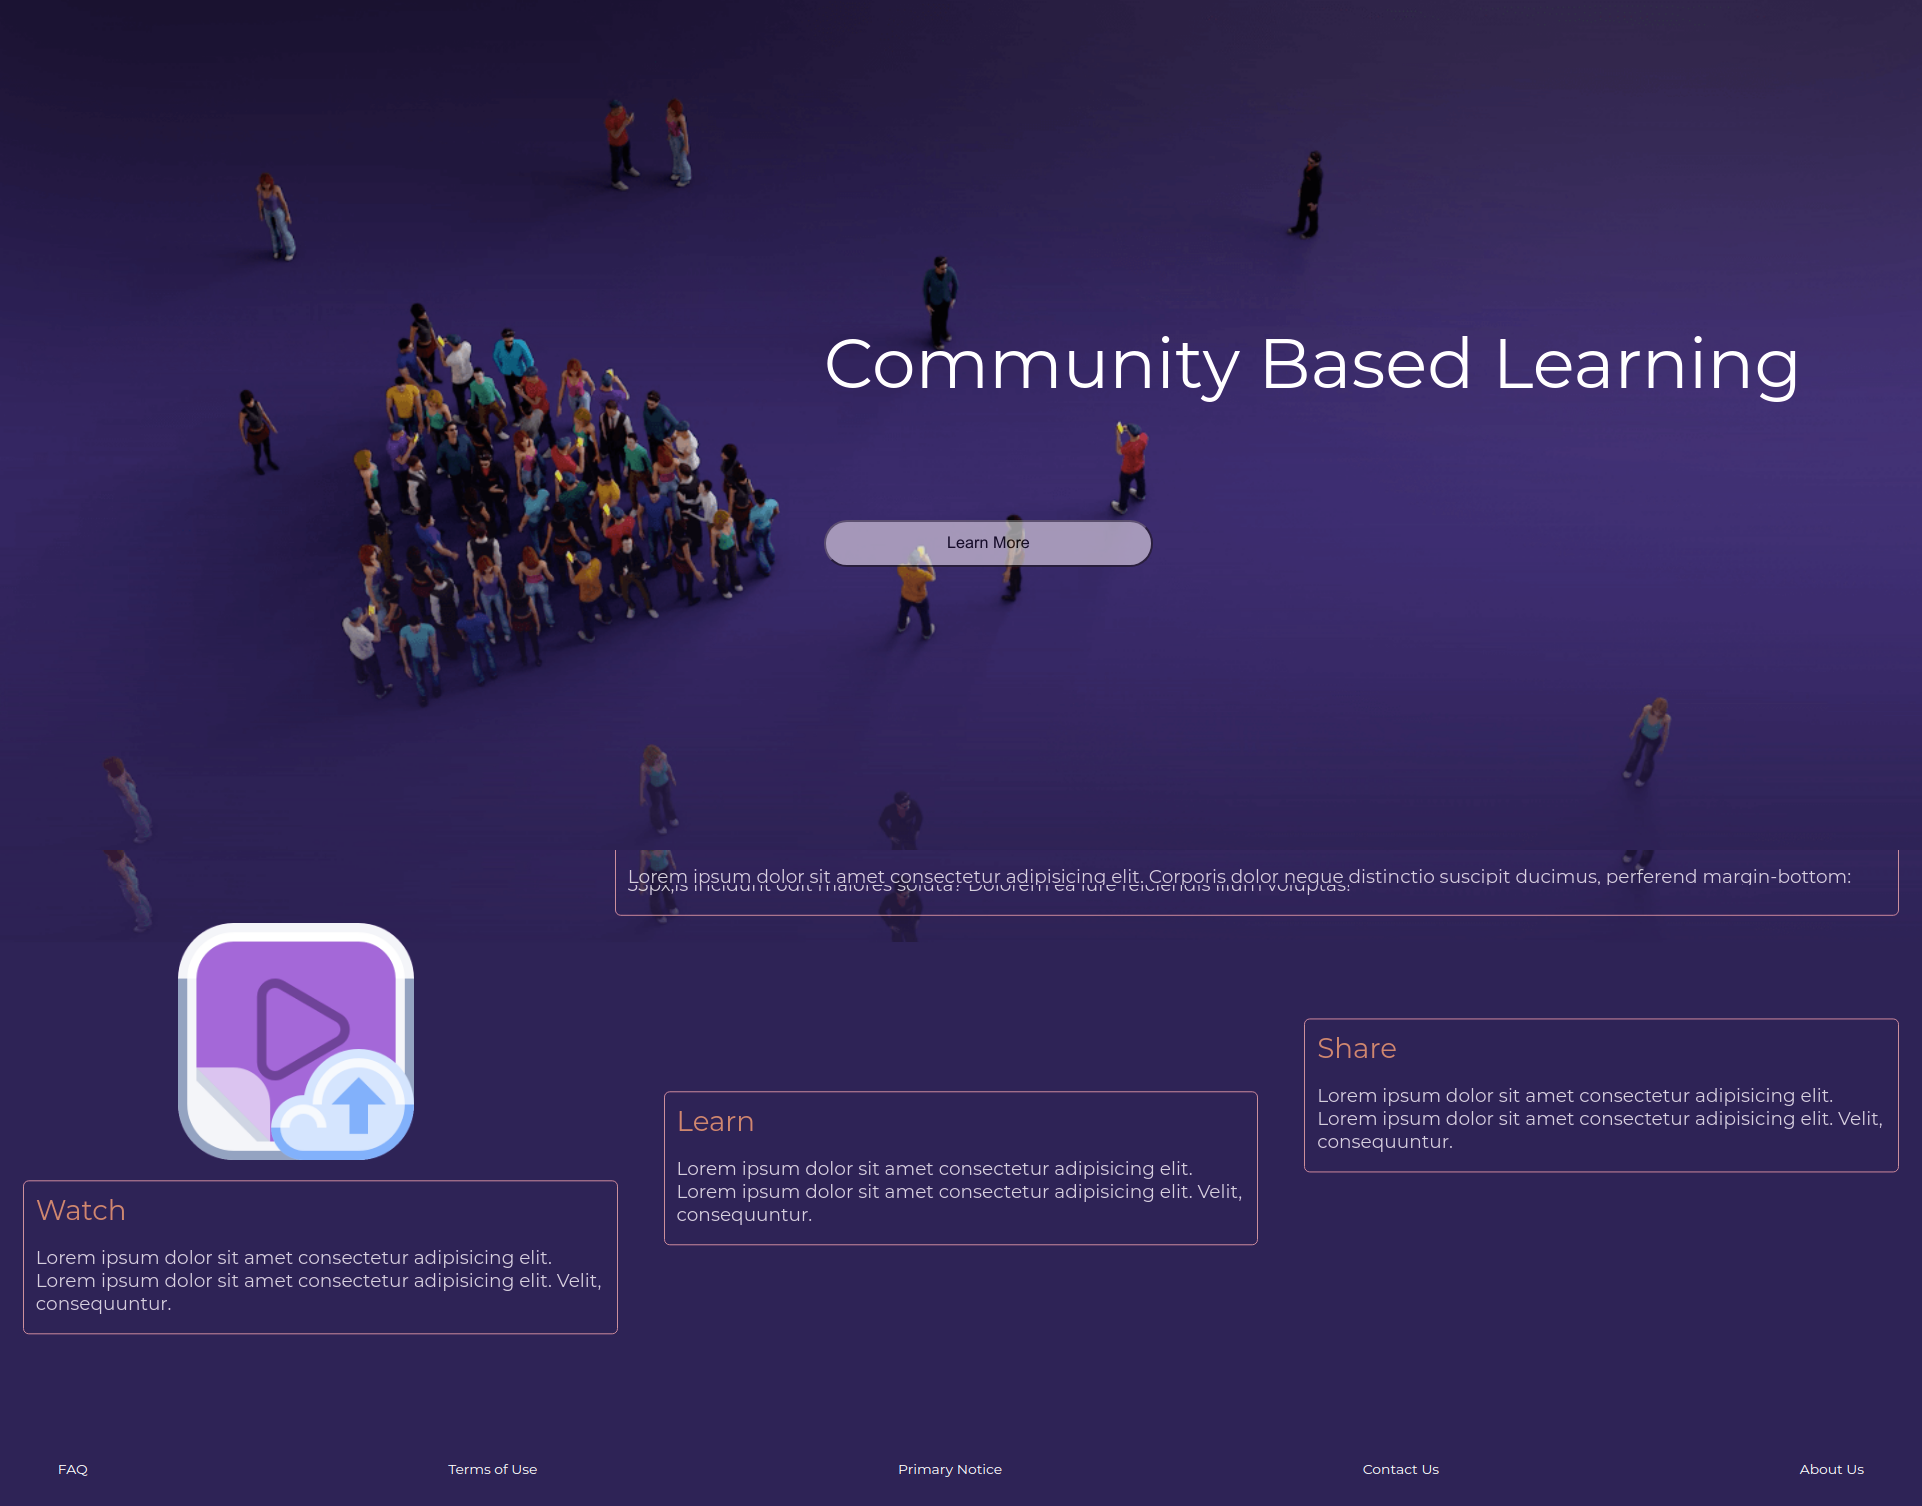 Community Based Learning
Learn More
Lorem ipsum dolor sit amet consectetur adipisicing elit. Corporis dolor neque distinctio suscipit ducimus, perferend margin-bottom:
35px;is incidunt odit maiores soluta? Dolorem ea iure reiciendis illum voluptas!
Share
Lorem ipsum dolor sit amet consectetur adipisicing elit.
Lorem ipsum dolor sit amet consectetur adipisicing elit. Velit,
consequuntur.
Learn
Lorem ipsum dolor sit amet consectetur adipisicing elit.
Lorem ipsum dolor sit amet consectetur adipisicing elit. Velit,
consequuntur.
Watch
Lorem ipsum dolor sit amet consectetur adipisicing elit.
Lorem ipsum dolor sit amet consectetur adipisicing elit. Velit,
consequuntur.
FAQ
Terms of Use
Primary Notice
Contact Us
About Us